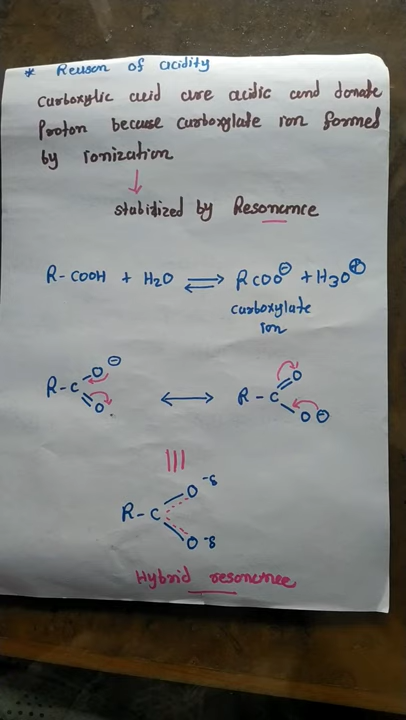 * Reason of acidity
Carboxylic acid are acidic and donate
Proton because carboxylate ion formed
by ionization
↓
stabilized by Resonance
R-COOH + H2O ⇌ RCOO⊖ + H3O⊕
carboxylate
ion
R-C O⊖ O ↔ R-C O O⊖
|||
R-C O-δ O-δ
Hybrid resonance